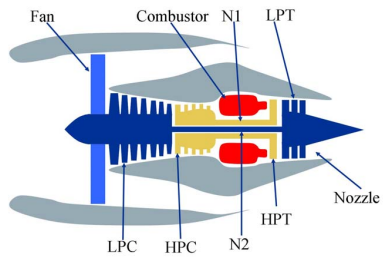 Fan
Combustor
N1
LPT
Nozzle
HPT
N2
HPC
LPC